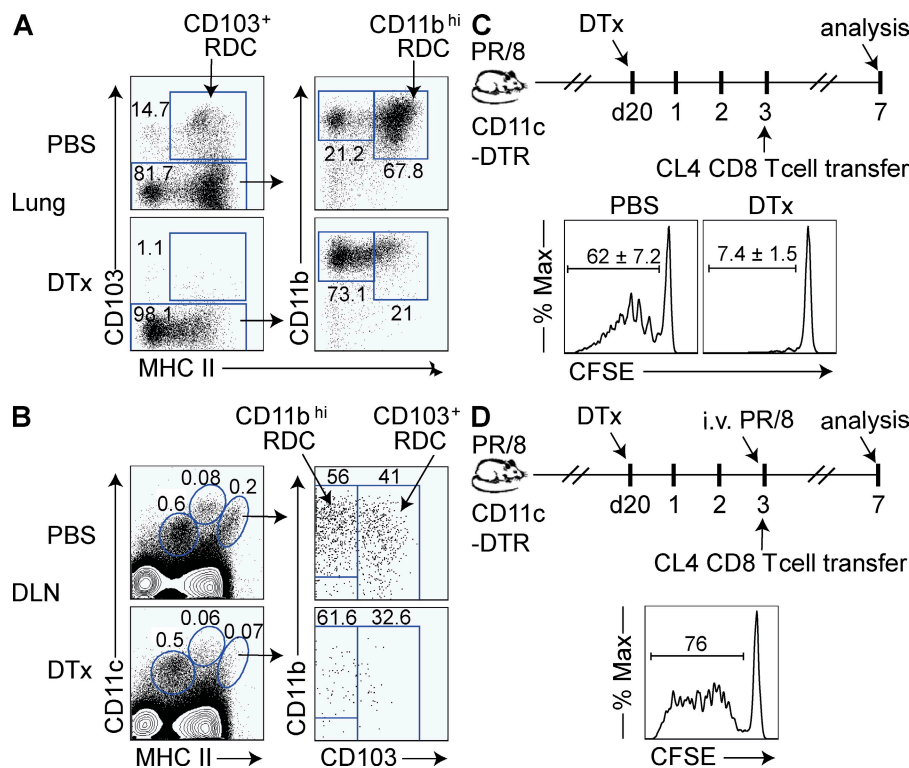 A
CD103+
RDC
CD11b hi
RDC
PBS
Lung
DTx
14.7
81.7
21.2
67.8
1.1
98.1
73.1
21
CD103
CD11b
MHC II
B
CD11b hi
RDC
CD103+
RDC
PBS
DLN
DTx
0.6
0.08
0.2
56
41
0.5
0.06
0.07
61.6
32.6
CD11c
CD11b
MHC II
CD103
C
DTx
analysis
PR/8
d20
1
2
3
7
CD11c
-DTR
CL4 CD8 T cell transfer
PBS
DTx
62 ± 7.2
7.4 ± 1.5
% Max
CFSE
D
DTx
i.v. PR/8
analysis
PR/8
d20
1
2
3
7
CD11c
-DTR
CL4 CD8 T cell transfer
76
% Max
CFSE